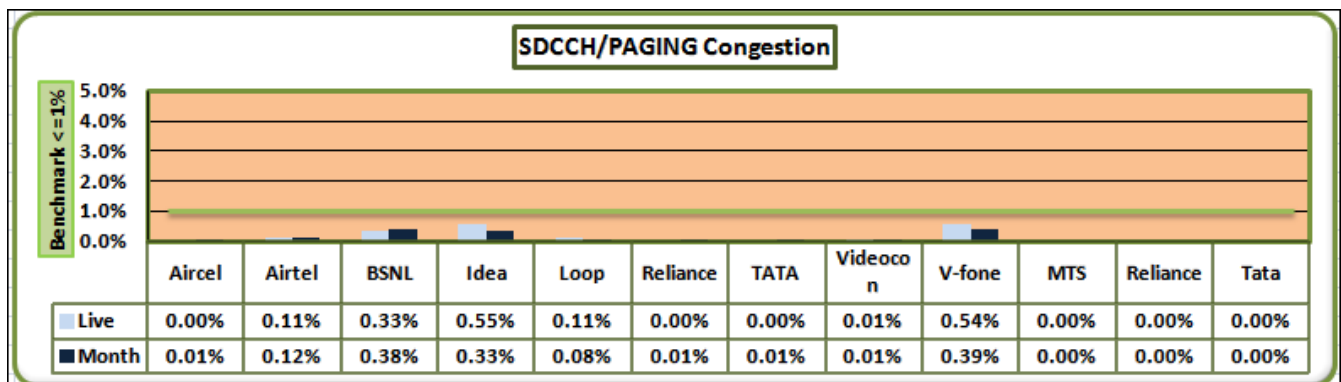 SDCCH/PAGING Congestion
Benchmark <=1%
5.0%
4.0%
3.0%
2.0%
1.0%
0.0%
Aircel Airtel BSNL Idea Loop Reliance TATA Videoco V-fone MTS Reliance Tata
n
Live 0.00% 0.11% 0.33% 0.55% 0.11% 0.00% 0.00% 0.01% 0.54% 0.00% 0.00% 0.00%
Month 0.01% 0.12% 0.38% 0.33% 0.08% 0.01% 0.01% 0.01% 0.39% 0.00% 0.00% 0.00%